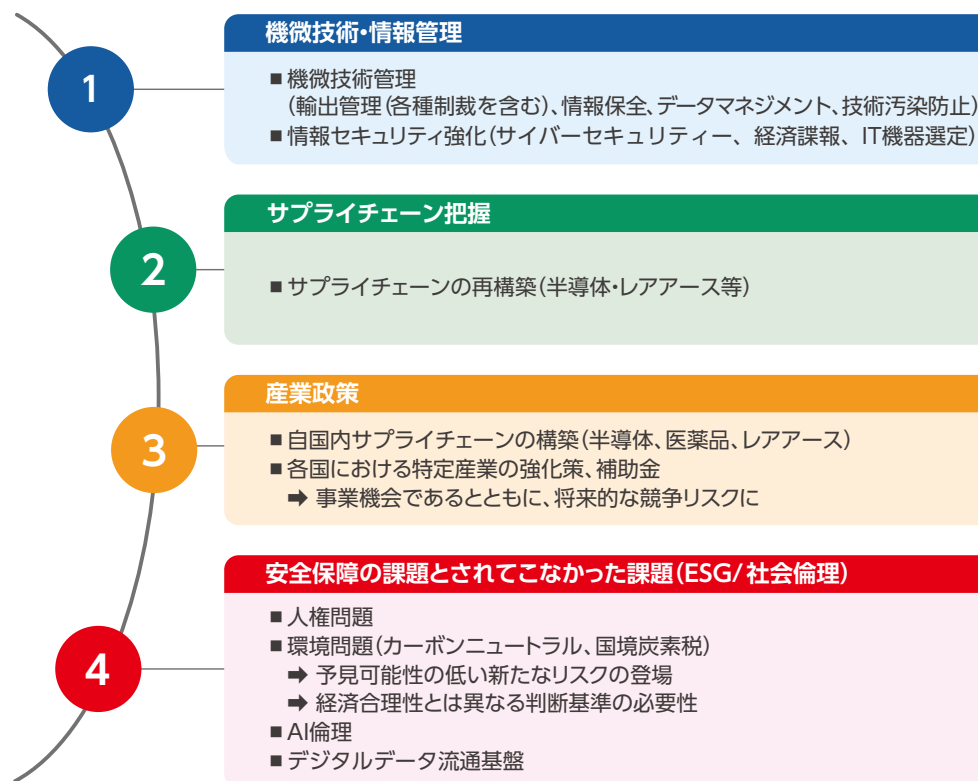 1
機微技術・情報管理
■ 機微技術管理
(輸出管理(各種制裁を含む)、情報保全、データマネジメント、技術汚染防止)
■ 情報セキュリティ強化(サイバーセキュリティー、経済諜報、IT機器選定)
2
サプライチェーン把握
■ サプライチェーンの再構築(半導体・レアアース等)
3
産業政策
■ 自国内サプライチェーンの構築(半導体、医薬品、レアアース)
■ 各国における特定産業の強化策、補助金
➡ 事業機会であるとともに、将来的な競争リスクに
4
安全保障の課題とされてこなかった課題(ESG/社会倫理)
■ 人権問題
■ 環境問題(カーボンニュートラル、国境炭素税)
➡ 予見可能性の低い新たなリスクの登場
➡ 経済合理性とは異なる判断基準の必要性
■ AI倫理
■ デジタルデータ流通基盤